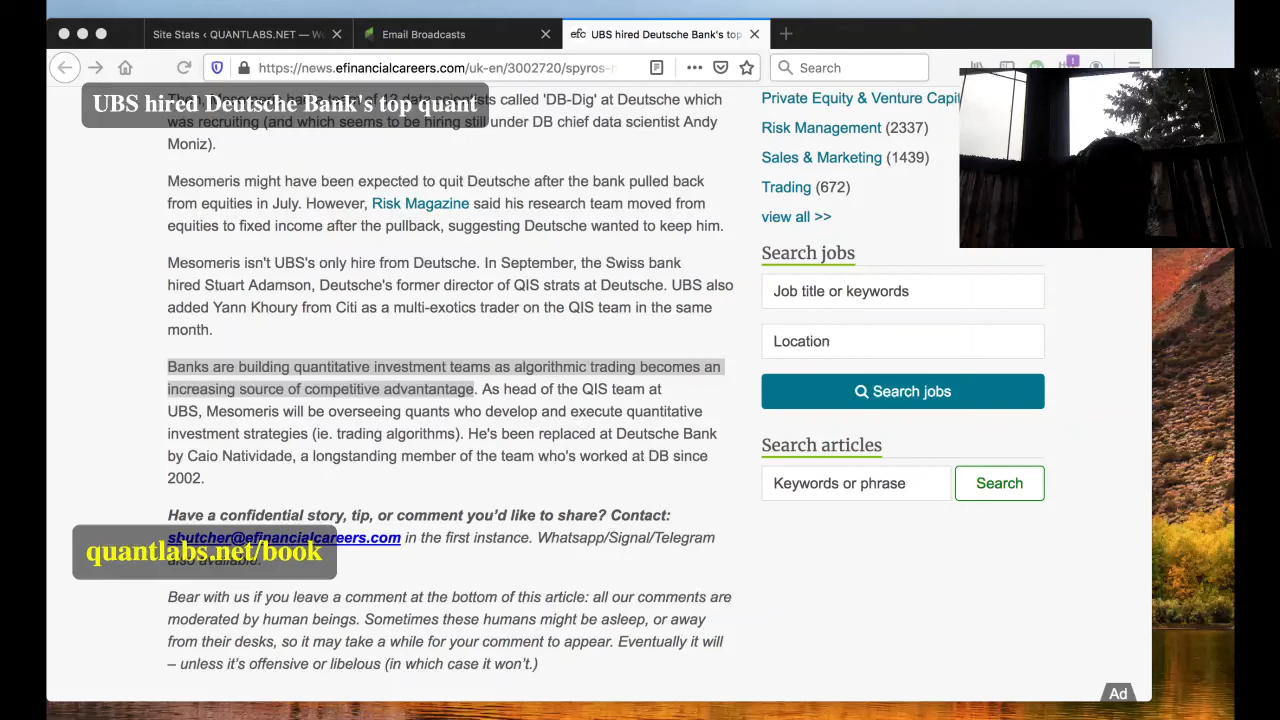 Site Stats ‹ QUANTLABS.NET — W
Email Broadcasts
efc UBS hired Deutsche Bank's top
https://news.efinancialcareers.com/uk-en/3002720/spyros-
Search
UBS hired Deutsche Bank's top quant
data scientists called 'DB-Dig' at Deutsche which
was recruiting (and which seems to be hiring still under DB chief data scientist Andy
Moniz).
Mesomeris might have been expected to quit Deutsche after the bank pulled back
from equities in July. However, Risk Magazine said his research team moved from
equities to fixed income after the pullback, suggesting Deutsche wanted to keep him.
Mesomeris isn't UBS's only hire from Deutsche. In September, the Swiss bank
hired Stuart Adamson, Deutsche's former director of QIS strats at Deutsche. UBS also
added Yann Khoury from Citi as a multi-exotics trader on the QIS team in the same
month.
Banks are building quantitative investment teams as algorithmic trading becomes an
increasing source of competitive advantantage. As head of the QIS team at
UBS, Mesomeris will be overseeing quants who develop and execute quantitative
investment strategies (ie. trading algorithms). He's been replaced at Deutsche Bank
by Caio Natividade, a longstanding member of the team who's worked at DB since
2002.
Have a confidential story, tip, or comment you'd like to share? Contact:
sbutcher@efinancialcareers.com in the first instance. Whatsapp/Signal/Telegram
also available.
quantlabs.net/book
Bear with us if you leave a comment at the bottom of this article: all our comments are
moderated by human beings. Sometimes these humans might be asleep, or away
from their desks, so it may take a while for your comment to appear. Eventually it will
– unless it's offensive or libelous (in which case it won't.)
Private Equity & Venture Capi
Risk Management (2337)
Sales & Marketing (1439)
Trading (672)
view all >>
Search jobs
Job title or keywords
Location
Search jobs
Search articles
Keywords or phrase
Search
Ad